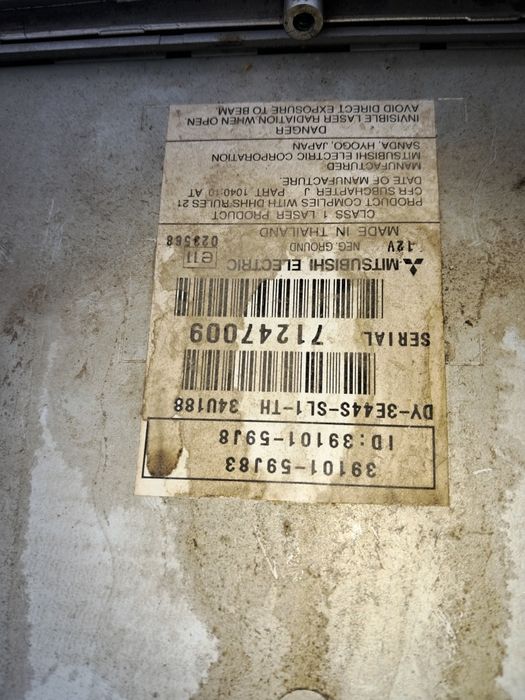 39101-59J83
ID:39101-59J8
DY-3E44S-SL1-TH 34U188
SERIAL 71247009
MITSUBISHI ELECTRIC
12V NEG. GROUND e11
MADE IN THAILAND 023568
CLASS 1 LASER PRODUCT
PRODUCT COMPLIES WITH DHHS RULES 21
CFR SUBCHAPTER J PART 1040.10 AT
DATE OF MANUFACTURE.
MANUFACTURED
MITSUBISHI ELECTRIC CORPORATION
SANDA, HYOGO, JAPAN
DANGER
INVISIBLE LASER RADIATION WHEN OPEN.
AVOID DIRECT EXPOSURE TO BEAM.